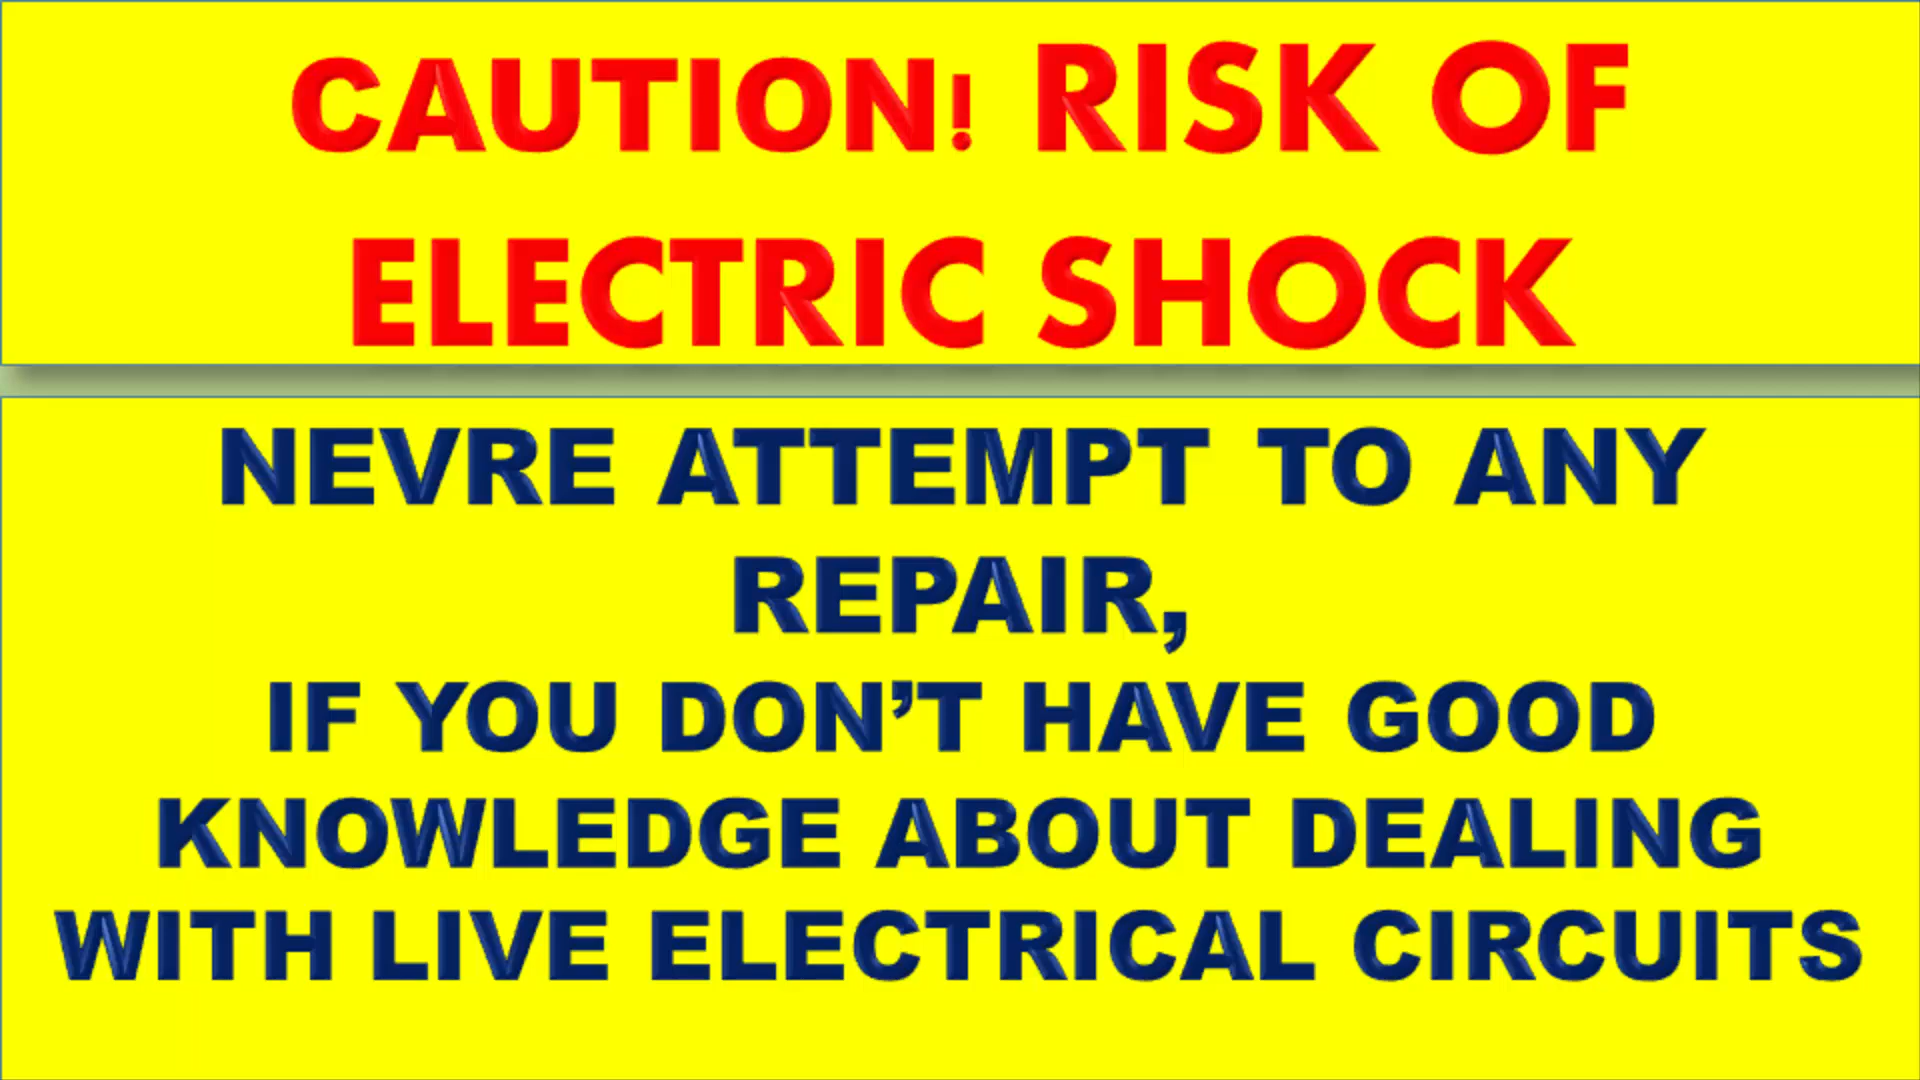 CAUTION! RISK OF
ELECTRIC SHOCK
NEVRE ATTEMPT TO ANY
REPAIR,
IF YOU DON’T HAVE GOOD
KNOWLEDGE ABOUT DEALING
WITH LIVE ELECTRICAL CIRCUITS